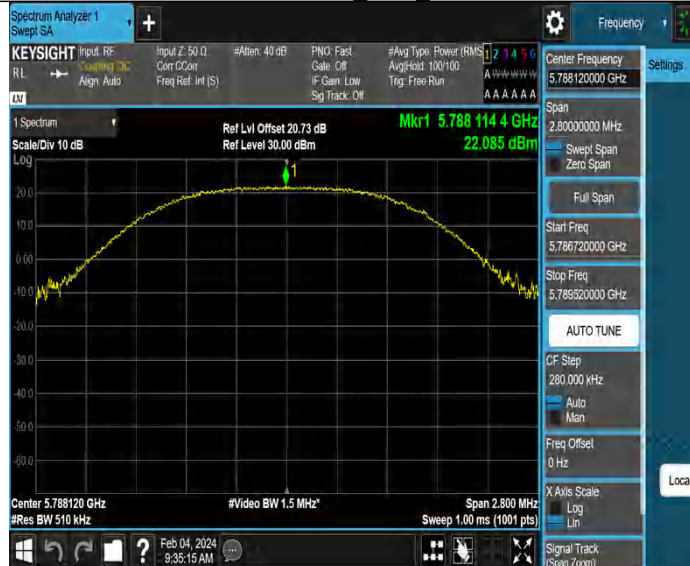 Spectrum Analyzer 1
Swept SA
Frequency
KEYSIGHT Input: RF
RL
Coupling: DC
Align: Auto
Input Z: 50 Ω
Corr CCorr
Freq Ref: Int (S)
#Atten: 40 dB
PNO: Fast
Gate: Off
IF Gain: Low
Sig Track: Off
#Avg Type: Power (RMS
Avg|Hold: 100/100
Trig: Free Run
1 2 3 4 5 6
A W W W W W
A A A A A A
LXI
1 Spectrum
Scale/Div 10 dB
Ref Lvl Offset 20.73 dB
Ref Level 30.00 dBm
Mkr1 5.788 114 4 GHz
22.085 dBm
Log
1
20.0
10.0
0.00
-10.0
-20.0
-30.0
-40.0
-50.0
-60.0
Center 5.788120 GHz
#Res BW 510 kHz
#Video BW 1.5 MHz*
Span 2.800 MHz
Sweep 1.00 ms (1001 pts)
Feb 04, 2024
9:35:15 AM
Center Frequency
5.788120000 GHz
Settings
Span
2.80000000 MHz
Swept Span
Zero Span
Full Span
Start Freq
5.786720000 GHz
Stop Freq
5.789520000 GHz
AUTO TUNE
CF Step
280.000 kHz
Auto
Man
Freq Offset
0 Hz
X Axis Scale
Log
Lin
Loca
Signal Track
(Span Zoom)